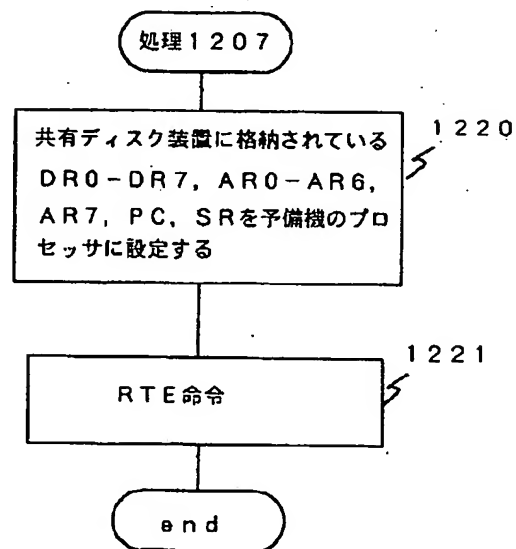 処理1207
共有ディスク装置に格納されている
DR0-DR7,AR0-AR6,
AR7,PC,SRを予備機のプロ
セッサに設定する
1220
RTE命令
1221
end